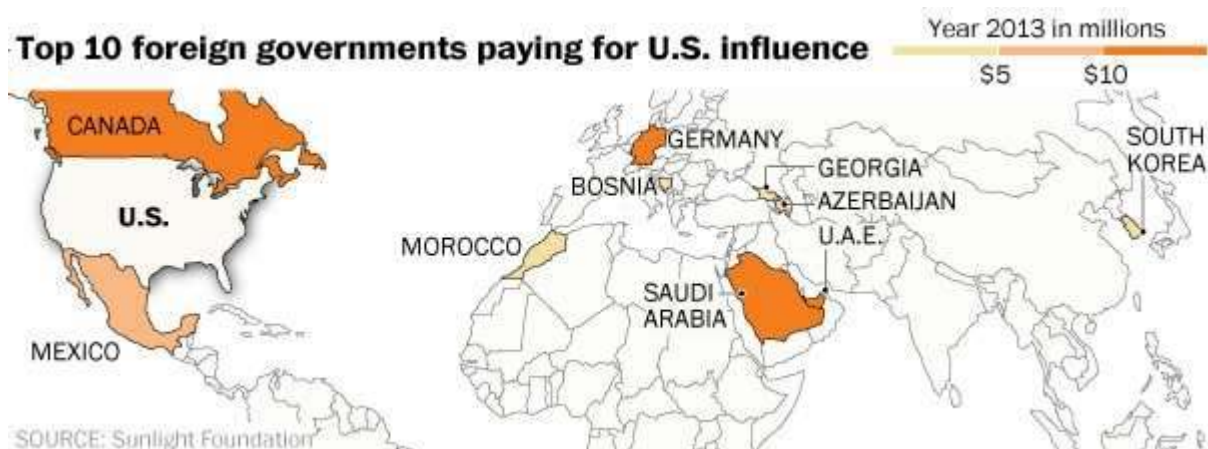 Top 10 foreign governments paying for U.S. influence
Year 2013 in millions
$5 $10
CANADA
U.S.
MEXICO
GERMANY
BOSNIA
GEORGIA
AZERBAIJAN
U.A.E.
SOUTH
KOREA
MOROCCO
SAUDI
ARABIA
SOURCE: Sunlight Foundation